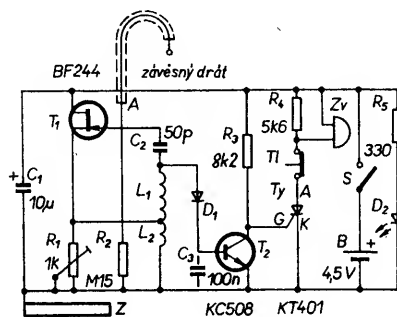 BF244
závěsný drát
A
T1
50p
C2
R3
8k2
R4
5k6
Zv
R5
Tl
Ty
A
G
K
S
330
D2
B
4,5 V
C1
10μ
L1
L2
D1
R1
1k
M15
R2
C3
100n
T2
Z
KC508
KT401